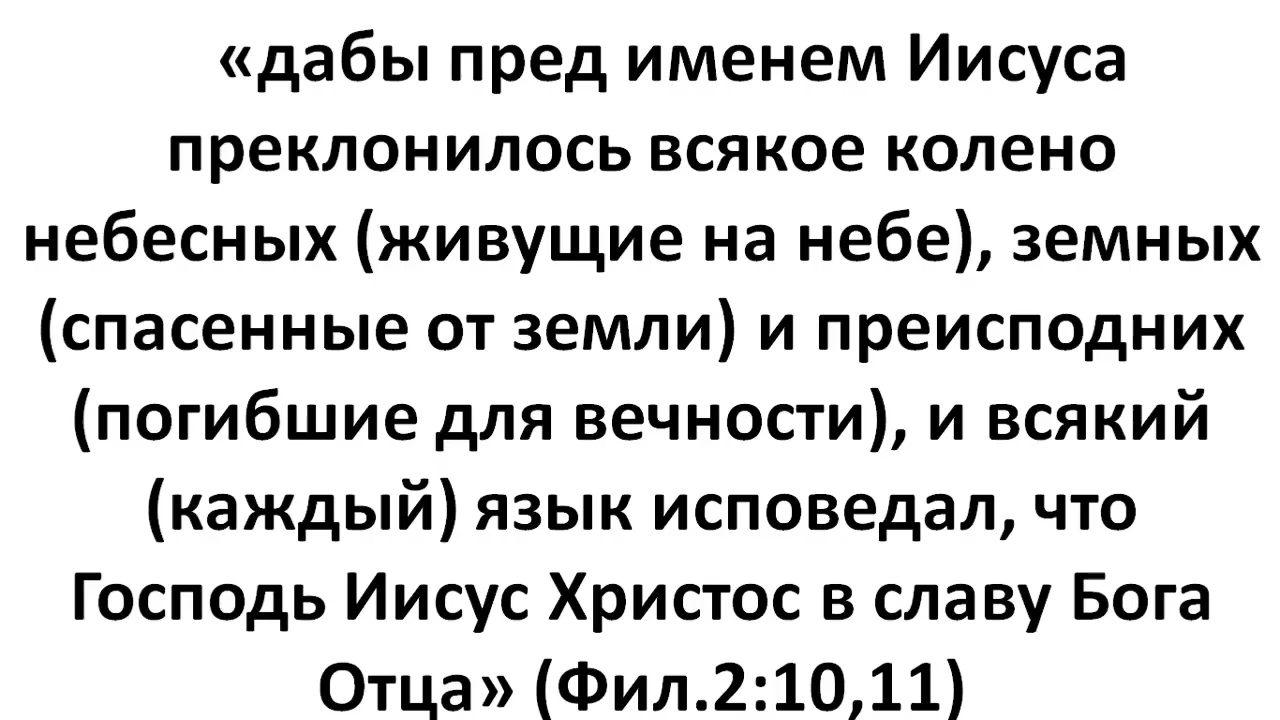 «дабы пред именем Иисуса
преклонилось всякое колено
небесных (живущие на небе), земных
(спасенные от земли) и преисподних
(погибшие для вечности), и всякий
(каждый) язык исповедал, что
Господь Иисус Христос в славу Бога
Отца» (Фил.2:10,11)